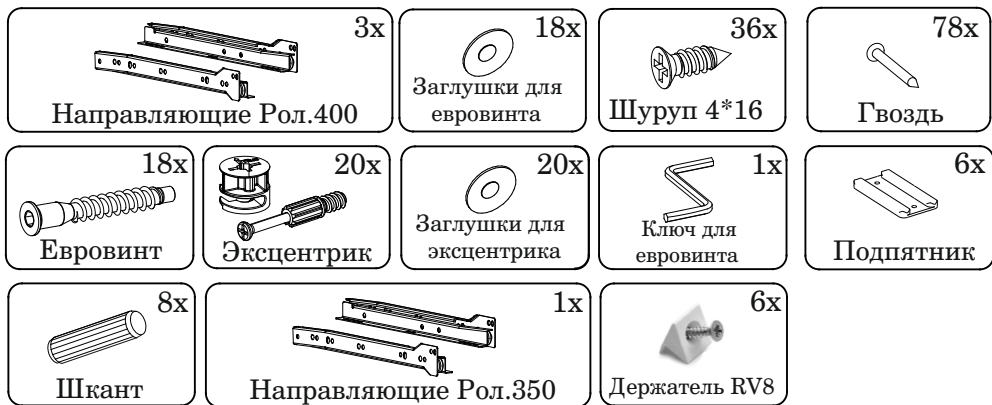 3x
Направляющие Рол.400
18x
Заглушки для
евровинта
36x
Шуруп 4*16
78x
Гвоздь
18x
Евровинт
20x
Эксцентрик
20x
Заглушки для
эксцентрика
1x
Ключ для
евровинта
6x
Подпятник
8x
Шкант
1x
Направляющие Рол.350
6x
Держатель RV8